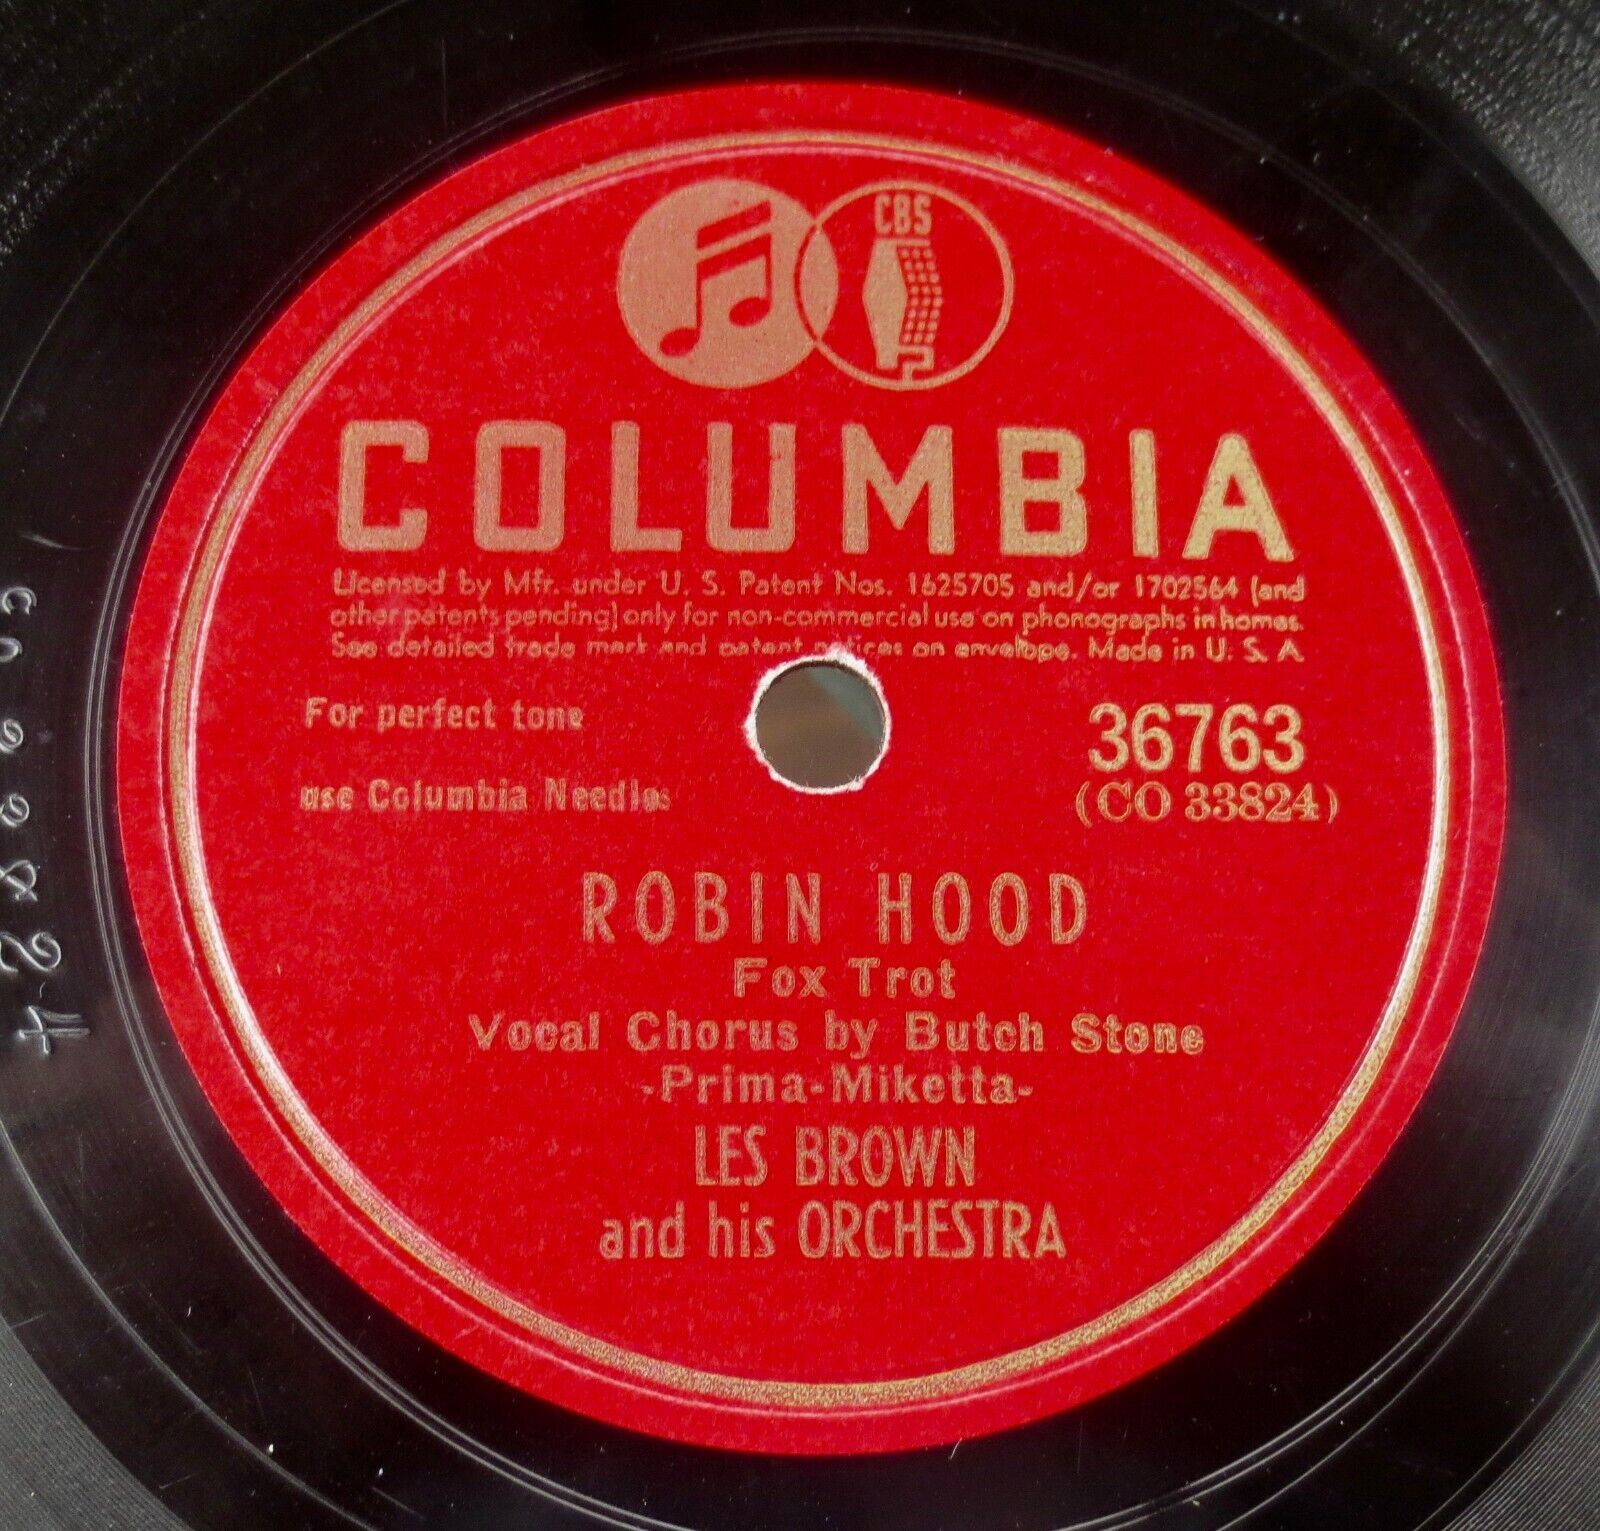 CBS
COLUMBIA
Licensed by Mfr. under U. S. Patent Nos. 1625705 and/or 1702564 (and
other patents pending) only for non-commercial use on phonographs in homes.
See detailed trade mark and patent notices on envelope. Made in U. S. A.
For perfect tone
use Columbia Needles
36763
(CO 33824)
ROBIN HOOD
Fox Trot
Vocal Chorus by Butch Stone
-Prima-Miketta-
LES BROWN
and his ORCHESTRA